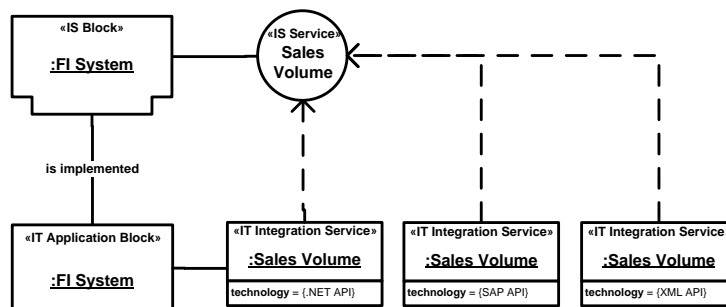 «IS Block»
:FI System
«IS Service»
Sales
Volume
is implemented
«IT Application Block»
:FI System
«IT Integration Service»
:Sales Volume
technology = {.NET API}
«IT Integration Service»
:Sales Volume
technology = {SAP API}
«IT Integration Service»
:Sales Volume
technology = {XML API}